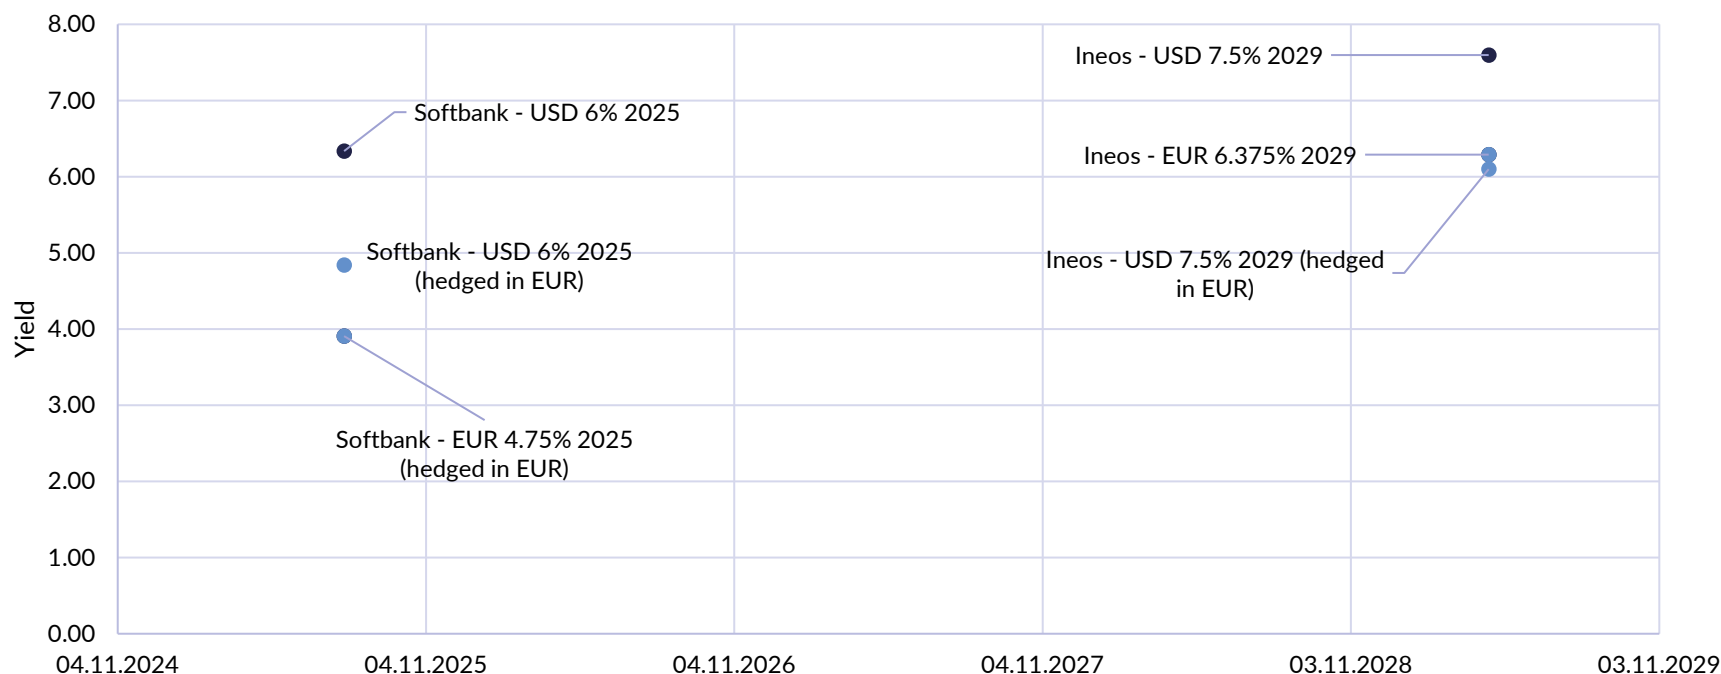 8.00
7.00
6.00
5.00
4.00
3.00
2.00
1.00
0.00
Yield
Ineos - USD 7.5% 2029
Softbank - USD 6% 2025
Ineos - EUR 6.375% 2029
Softbank - USD 6% 2025
(hedged in EUR)
Ineos - USD 7.5% 2029 (hedged
in EUR)
Softbank - EUR 4.75% 2025
(hedged in EUR)
04.11.2024
04.11.2025
04.11.2026
04.11.2027
03.11.2028
03.11.2029